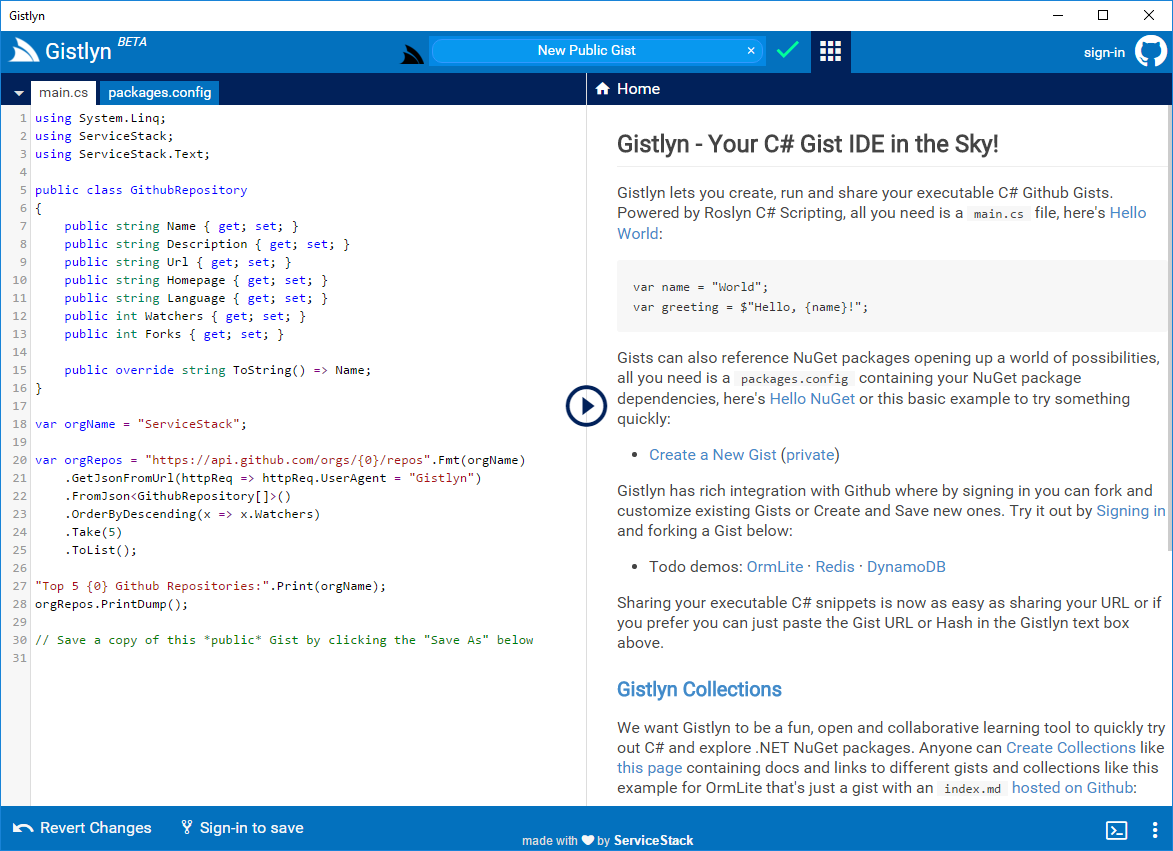 Gistlyn
Gistlyn BETA
New Public Gist ×
sign-in
main.cs packages.config
1 using System.Linq;
2 using ServiceStack;
3 using ServiceStack.Text;
4
5 public class GithubRepository
6 {
7     public string Name { get; set; }
8     public string Description { get; set; }
9     public string Url { get; set; }
10     public string Homepage { get; set; }
11     public string Language { get; set; }
12     public int Watchers { get; set; }
13     public int Forks { get; set; }
14
15     public override string ToString() => Name;
16 }
17
18 var orgName = "ServiceStack";
19
20 var orgRepos = "https://api.github.com/orgs/{0}/repos".Fmt(orgName)
21     .GetJsonFromUrl(httpReq => httpReq.UserAgent = "Gistlyn")
22     .FromJson<GithubRepository[]>()
23     .OrderByDescending(x => x.Watchers)
24     .Take(5)
25     .ToList();
26
27 "Top 5 {0} Github Repositories:".Print(orgName);
28 orgRepos.PrintDump();
29
30 // Save a copy of this *public* Gist by clicking the "Save As" below
31
Home
Gistlyn - Your C# Gist IDE in the Sky!
Gistlyn lets you create, run and share your executable C# Github Gists.
Powered by Roslyn C# Scripting, all you need is a main.cs file, here's Hello
World:
var name = "World";
var greeting = $"Hello, {name}!";
Gists can also reference NuGet packages opening up a world of possibilities,
all you need is a packages.config containing your NuGet package
dependencies, here's Hello NuGet or this basic example to try something
quickly:
• Create a New Gist (private)
Gistlyn has rich integration with Github where by signing in you can fork and
customize existing Gists or Create and Save new ones. Try it out by Signing in
and forking a Gist below:
• Todo demos: OrmLite · Redis · DynamoDB
Sharing your executable C# snippets is now as easy as sharing your URL or if
you prefer you can just paste the Gist URL or Hash in the Gistlyn text box
above.
Gistlyn Collections
We want Gistlyn to be a fun, open and collaborative learning tool to quickly try
out C# and explore .NET NuGet packages. Anyone can Create Collections like
this page containing docs and links to different gists and collections like this
example for OrmLite that's just a gist with an index.md hosted on Github:
Revert Changes Sign-in to save
made with ♥ by ServiceStack